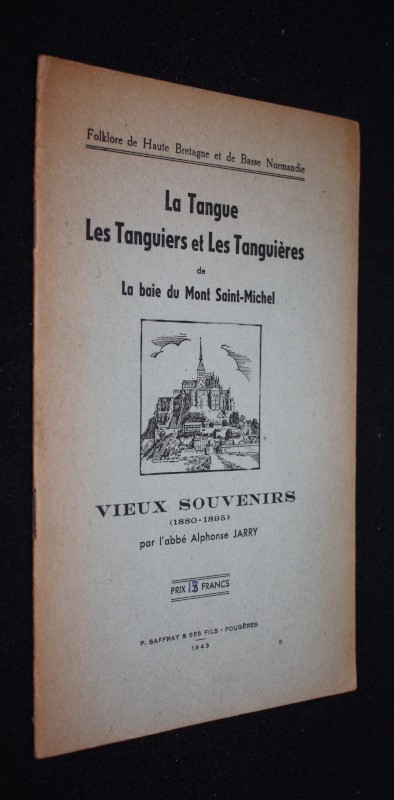 Folklore de Haute Bretagne et de Basse Normandie
La Tangue
Les Tanguiers et Les Tanguières
de
La baie du Mont Saint-Michel
VIEUX SOUVENIRS
(1880-1895)
par l'abbé Alphonse JARRY
PRIX FRANCS
P. SAFFRAY & SES FILS - FOUGÈRES
1943